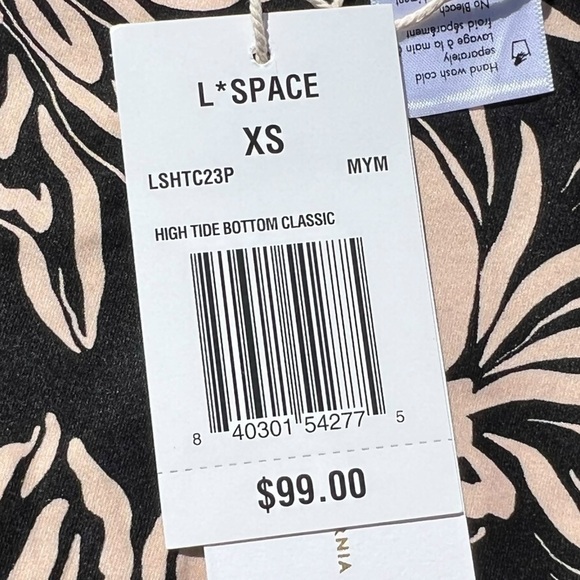 L*SPACE
XS
LSHTC23P MYM
HIGH TIDE BOTTOM CLASSIC
8 40301 54277 5
$99.00
NIA
Hand wash cold
separately
Lavage à la main
froid séparément
No Bleach